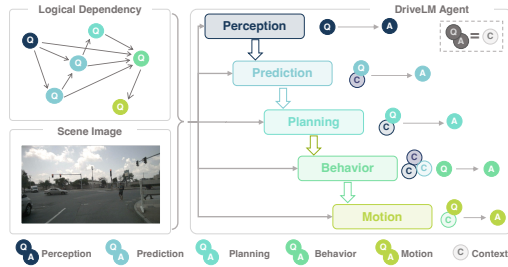 Logical Dependency
Q
Q
Q
Q
Q
Q
Scene Image
DriveLM Agent
Perception
Q
A
Q
A
= C
Prediction
Q
C
A
Planning
Q
C
A
Behavior
C
C
C
Q
A
Motion
Q
C
A
Q
A
Perception
Q
A
Prediction
Q
A
Planning
Q
A
Behavior
Q
A
Motion
C
Context